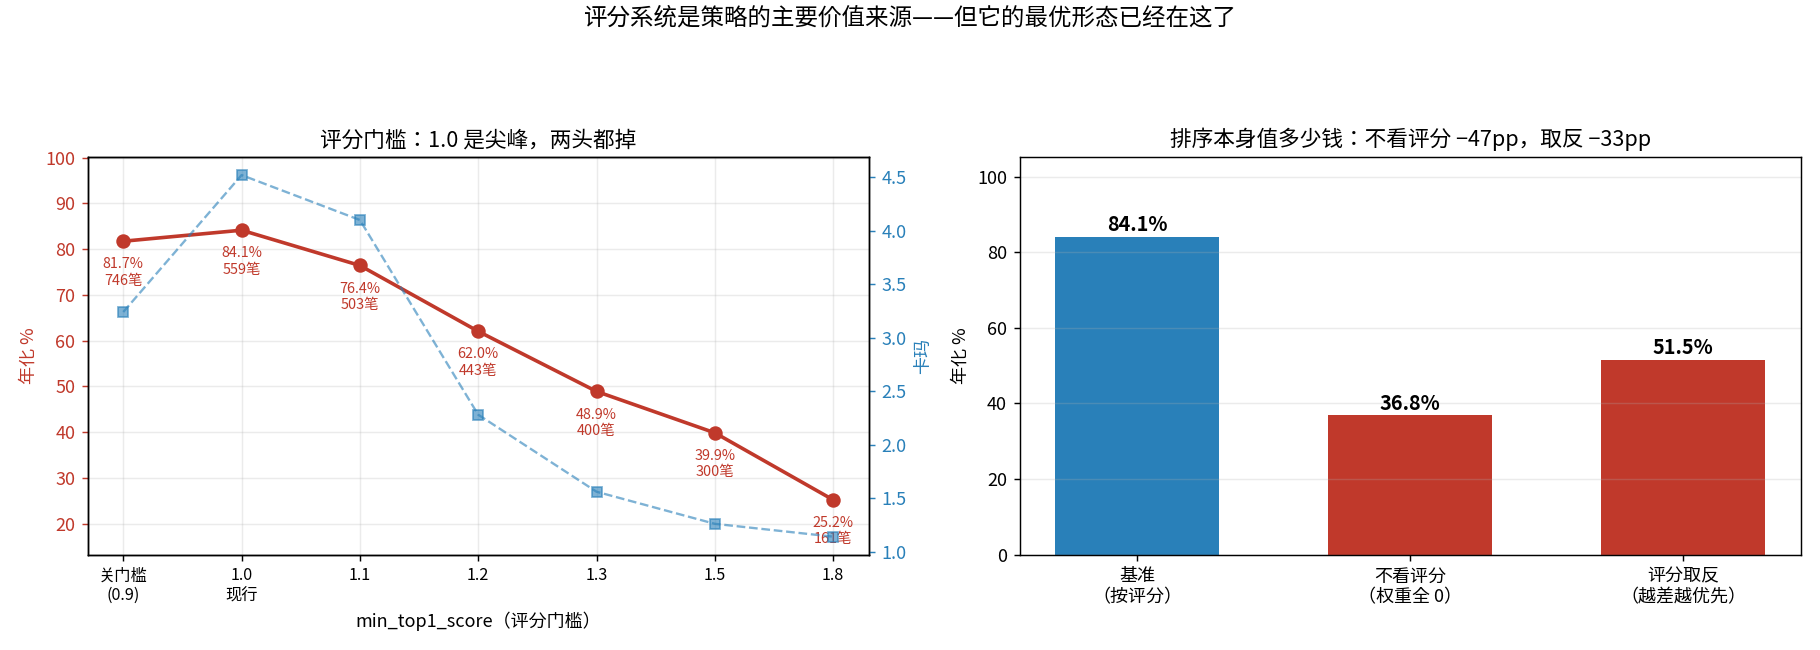 评分系统是策略的主要价值来源——但它的最优形态已经在这了
评分门槛：1.0 是尖峰，两头都掉
100
90
80
70
60
50
40
30
20
年化 %
4.5
4.0
3.5
3.0
2.5
2.0
1.5
1.0
卡玛
81.7%
746笔
84.1%
559笔
76.4%
503笔
62.0%
443笔
48.9%
400笔
39.9%
300笔
25.2%
关门槛
(0.9)
1.0
现行
1.1
1.2
1.3
1.5
1.8
min_top1_score（评分门槛）
排序本身值多少钱：不看评分 −47pp，取反 −33pp
100
80
60
40
20
0
年化 %
84.1%
36.8%
51.5%
基准
（按评分）
不看评分
（权重全 0）
评分取反
（越差越优先）